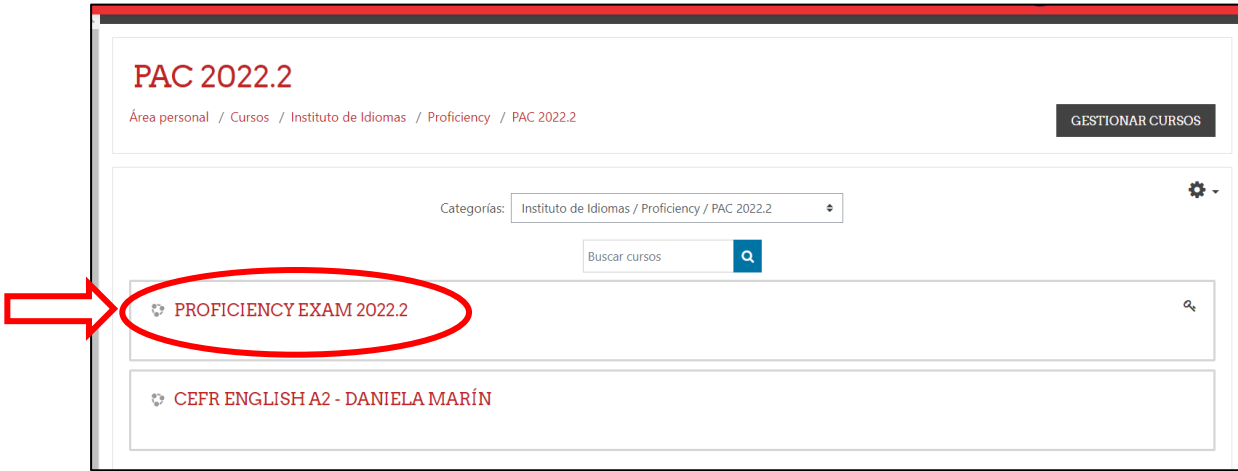 PAC 2022.2
Área personal / Cursos / Instituto de Idiomas / Proficiency / PAC 2022.2
GESTIONAR CURSOS
Categorías: Instituto de Idiomas / Proficiency / PAC 2022.2
Buscar cursos
PROFICIENCY EXAM 2022.2
CEFR ENGLISH A2 - DANIELA MARÍN